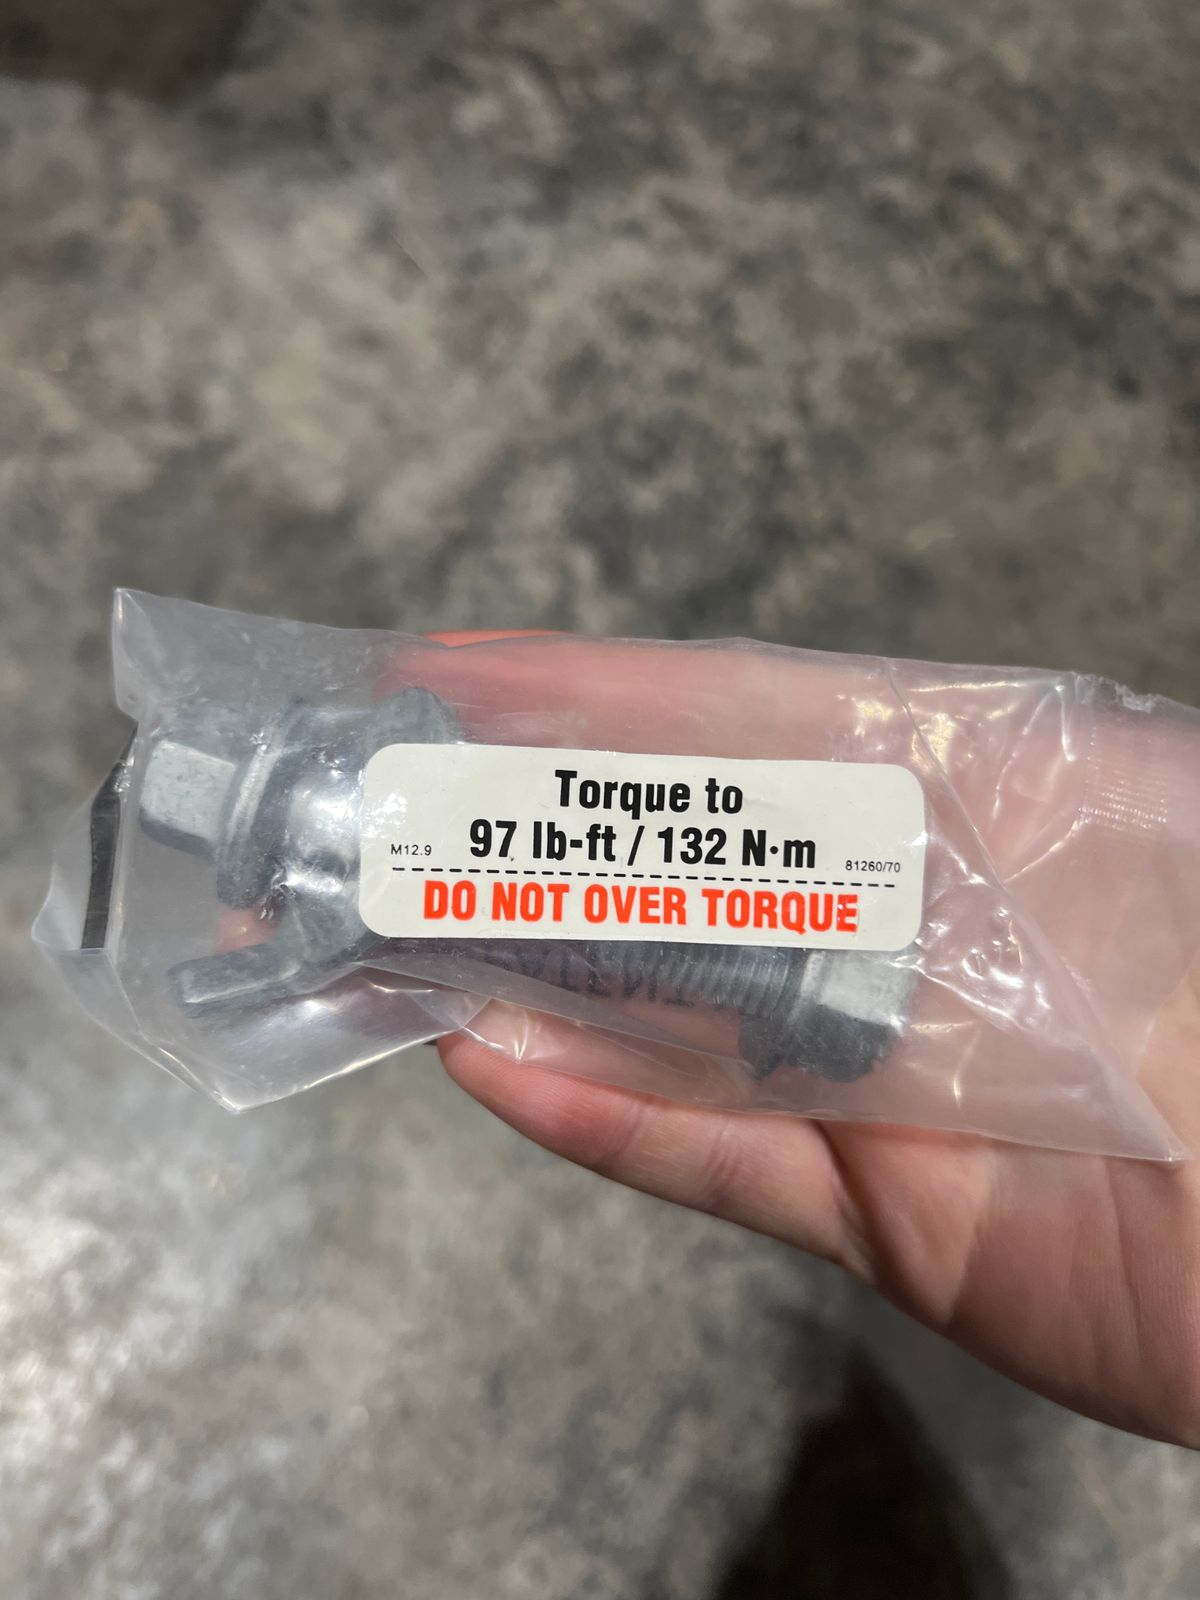 Torque to
M12.9 97 lb-ft / 132 N·m 81260/70
DO NOT OVER TORQUE